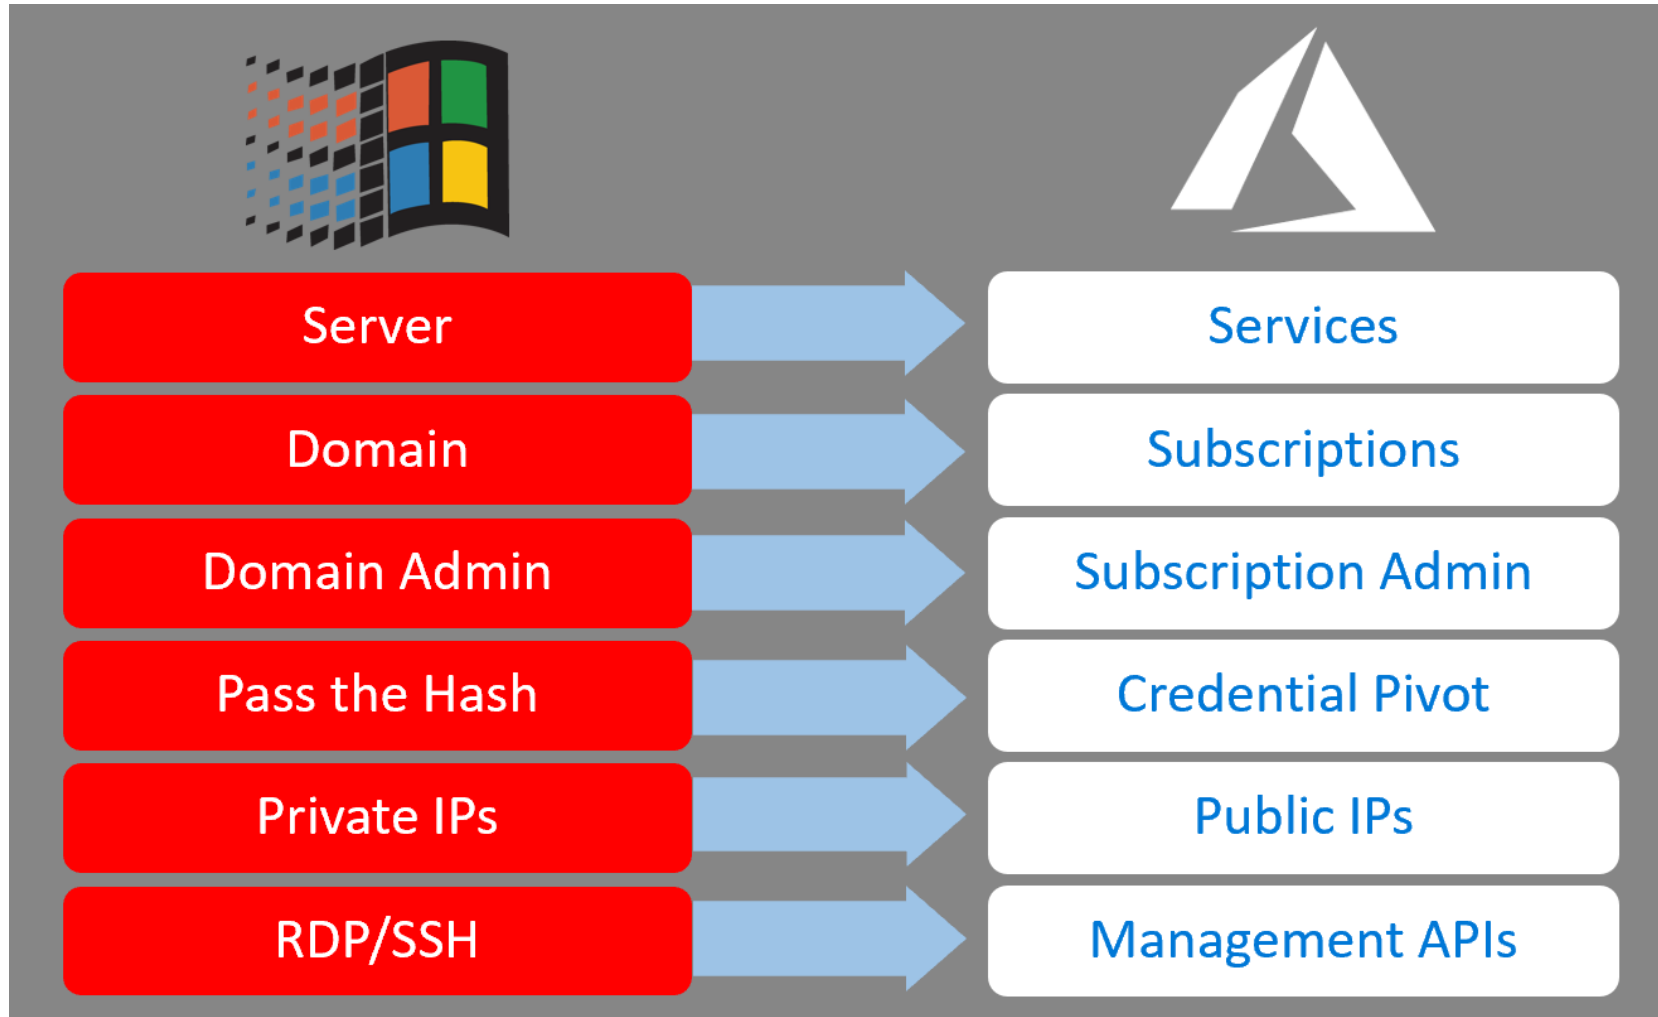 Server
Services
Domain
Subscriptions
Domain Admin
Subscription Admin
Pass the Hash
Credential Pivot
Private IPs
Public IPs
RDP/SSH
Management APIs